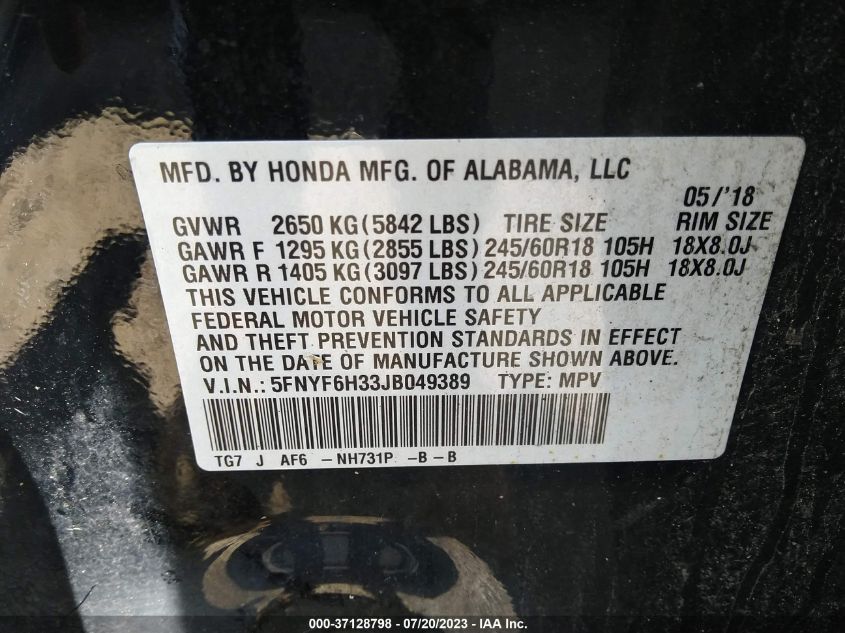 MFD. BY HONDA MFG. OF ALABAMA, LLC
05/'18
GVWR 2650 KG (5842 LBS) TIRE SIZE RIM SIZE
GAWR F 1295 KG (2855 LBS) 245/60R18 105H 18X8.0J
GAWR R 1405 KG (3097 LBS) 245/60R18 105H 18X8.0J
THIS VEHICLE CONFORMS TO ALL APPLICABLE
FEDERAL MOTOR VEHICLE SAFETY
AND THEFT PREVENTION STANDARDS IN EFFECT
ON THE DATE OF MANUFACTURE SHOWN ABOVE.
V.I.N.: 5FNYF6H33JB049389 TYPE: MPV
TG7 J AF6 – NH731P –B – B
000-37128798 - 07/20/2023 - IAA Inc.